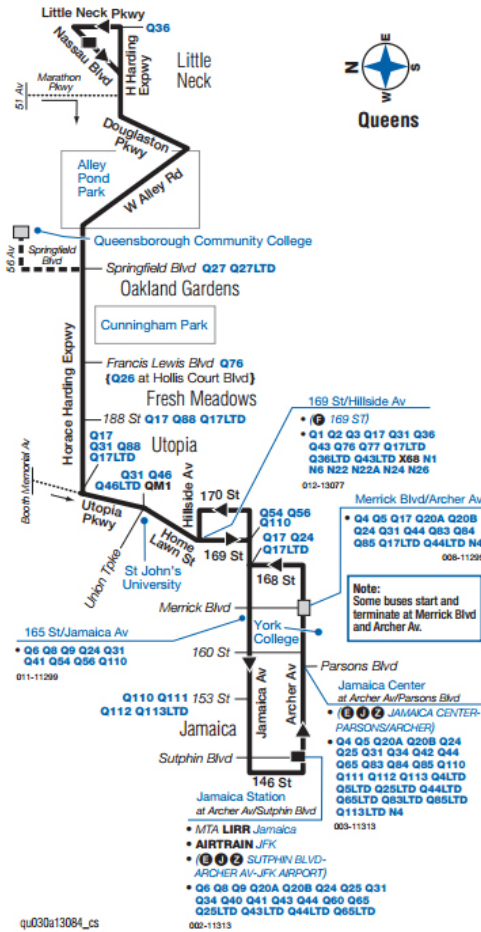 Little Neck Pkwy
Q36
Nassau Blvd
H Harding
Expwy
Little
Neck
N
E
S
W
Queens
51 Av
Marathon
Pkwy
Douglaston
Pkwy
Alley
Pond
Park
W Alley Rd
Queensborough Community College
56 Av
Springfield
Blvd
Springfield Blvd Q27 Q27LTD
Oakland Gardens
Cunningham Park
Horace Harding Expwy
Francis Lewis Blvd Q76
{Q26 at Hollis Court Blvd}
Fresh Meadows
188 St Q17 Q88 Q17LTD
Utopia
Q17
Q31 Q88
Q17LTD
Booth Memorial Av
Q31 Q46
Q46LTD QM1
Utopia
Pkwy
Union Tpke
St John's
University
Home
Lawn St
Hillside Av
170 St
169 St
169 St/Hillside Av
• (F 169 ST)
• Q1 Q2 Q3 Q17 Q31 Q36
Q43 Q76 Q77 Q17LTD
Q36LTD Q43LTD X68 N1
N6 N22 N22A N24 N26
012-13077
Q54 Q56
Q110
Q17 Q24
Q17LTD
168 St
Merrick Blvd/Archer Av
• Q4 Q5 Q17 Q20A Q20B
Q24 Q31 Q44 Q83 Q84
Q85 Q17LTD Q44LTD N4
008-11299
Note:
Some buses start and
terminate at Merrick Blvd
and Archer Av.
Merrick Blvd
York
College
165 St/Jamaica Av
• Q6 Q8 Q9 Q24 Q31
Q41 Q54 Q56 Q110
011-11299
160 St
Parsons Blvd
Q110 Q111
Q112 Q113LTD
153 St
Jamaica
Jamaica Av
Archer Av
Sutphin Blvd
146 St
Jamaica Center
at Archer Av/Parsons Blvd
• (E J Z JAMAICA CENTER-
PARSONS/ARCHER)
• Q4 Q5 Q20A Q20B Q24
Q25 Q31 Q34 Q42 Q44
Q65 Q83 Q84 Q85 Q110
Q111 Q112 Q113 Q4LTD
Q5LTD Q25LTD Q44LTD
Q65LTD Q83LTD Q85LTD
Q113LTD N4
003-11313
Jamaica Station
at Archer Av/Sutphin Blvd
• MTA LIRR Jamaica
• AIRTRAIN JFK
• (E J Z SUTPHIN BLVD-
ARCHER AV-JFK AIRPORT)
• Q6 Q8 Q9 Q20A Q20B Q24 Q25 Q31
Q34 Q40 Q41 Q43 Q44 Q60 Q65
Q25LTD Q43LTD Q44LTD Q65LTD
002-11313
qu030a13084_cs